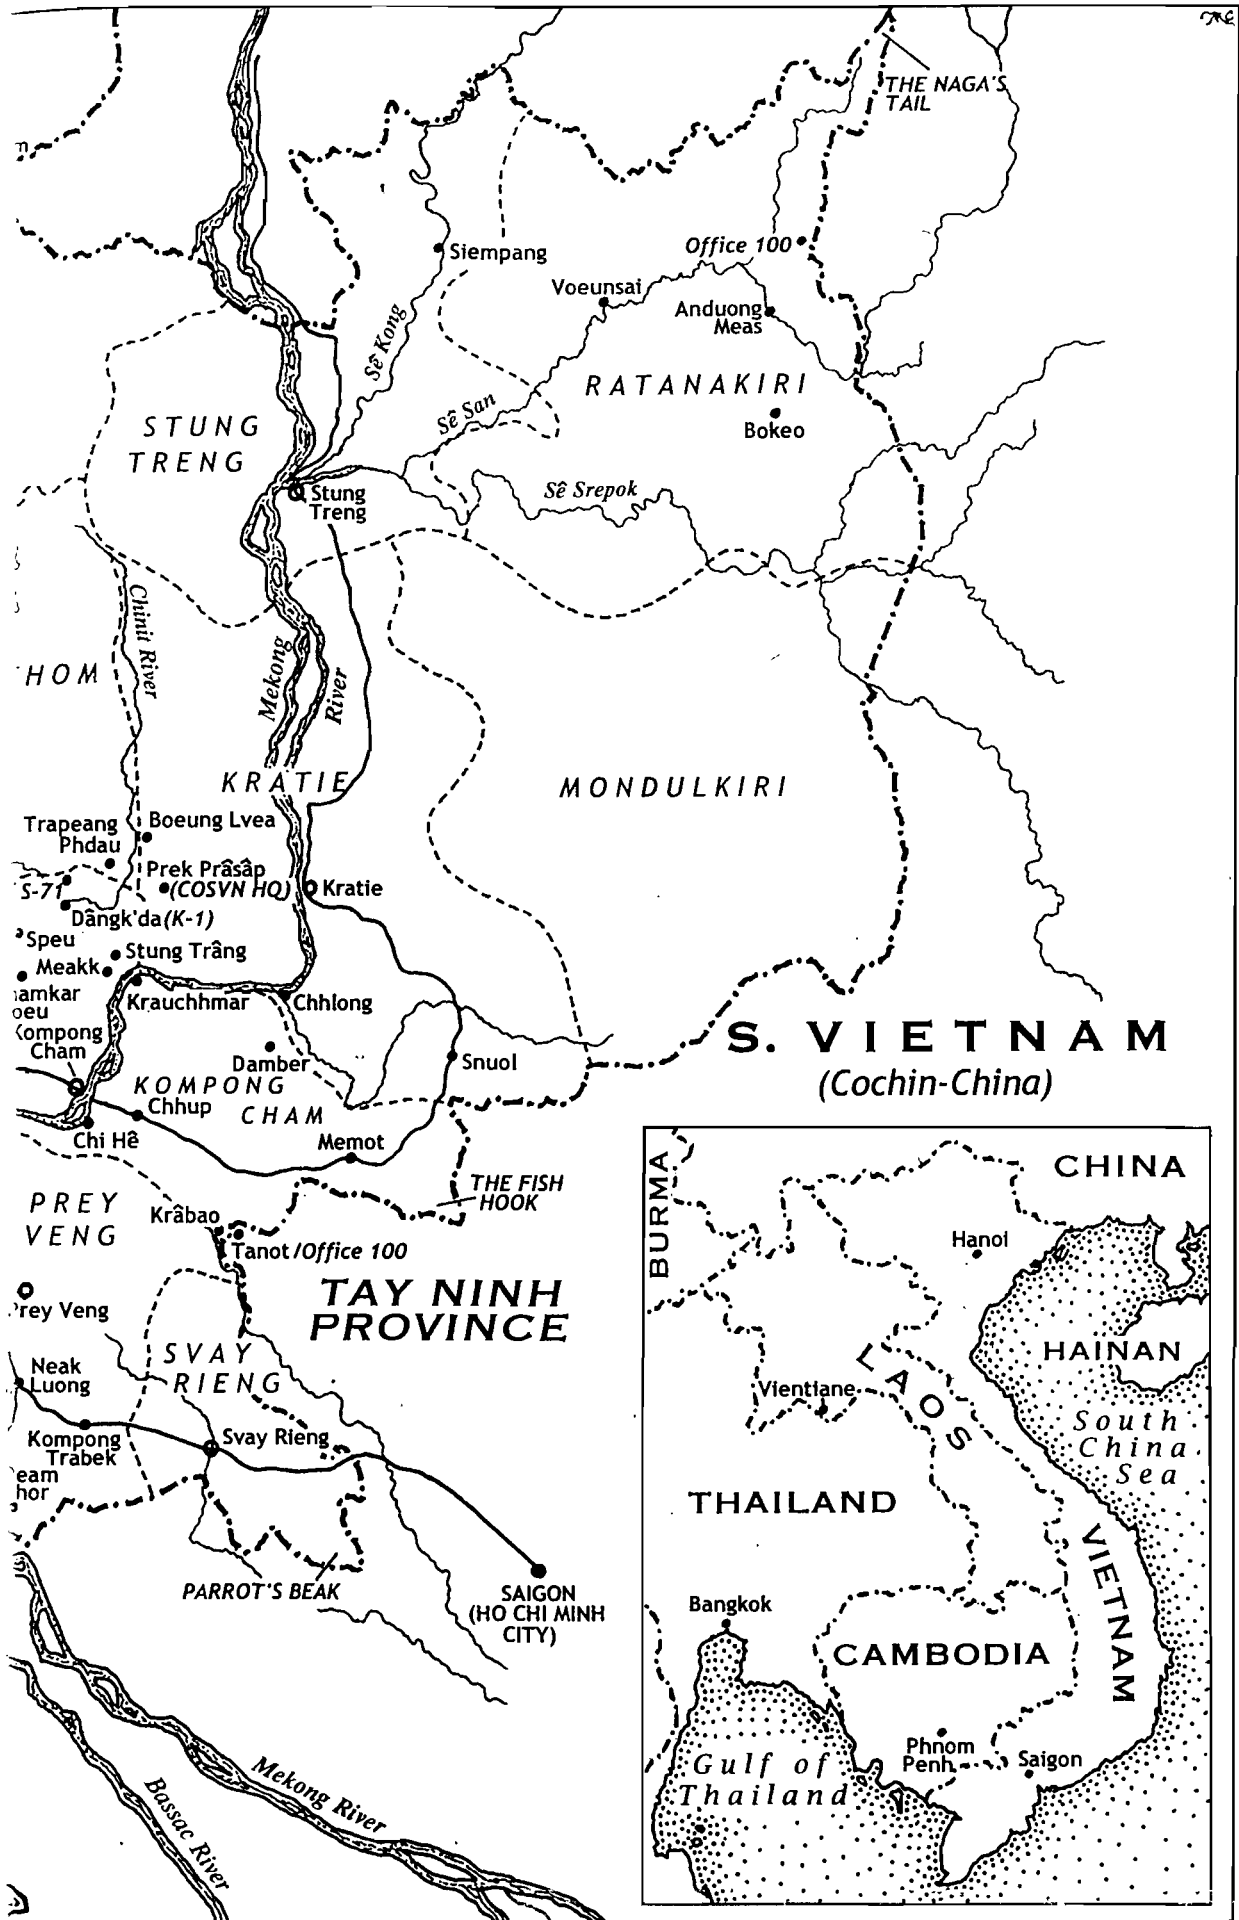 THE NAGA'S
TAIL
Siempang
Office 100
Voeunsai
Anduong
Meas
Sê Kong
RATANAKIRI
Sê San
Bokeo
STUNG
TRENG
Stung
Treng
Sê Srepok
Chinit River
HOM
Mekong
River
KRATIE
MONDULKIRI
Trapeang
Phdau
Boeung Lvea
Prek Prâsâp
(COSVN HQ)
Kratie
S-71
Dângk'da (K-1)
Speu
Stung Trâng
Meakk
amkar
oeu
Krauchhmar
Chhlong
Kompong
Cham
Damber
Snuol
S. VIETNAM
(Cochin-China)
KOMPONG
CHAM
Chhup
Chi Hê
Memot
THE FISH
HOOK
PREY
VENG
Krâbao
Tanot/Office 100
TAY NINH
PROVINCE
Prey Veng
SVAY
RIENG
Neak
Luong
Kompong
Trabek
Svay Rieng
eam
hor
PARROT'S BEAK
SAIGON
(HO CHI MINH
CITY)
Mekong River
Bassac River
BURMA
CHINA
Hanoi
HAINAN
LAOS
Vientiane
South
China
Sea
THAILAND
VIETNAM
Bangkok
CAMBODIA
Phnom
Penh
Saigon
Gulf of
Thailand